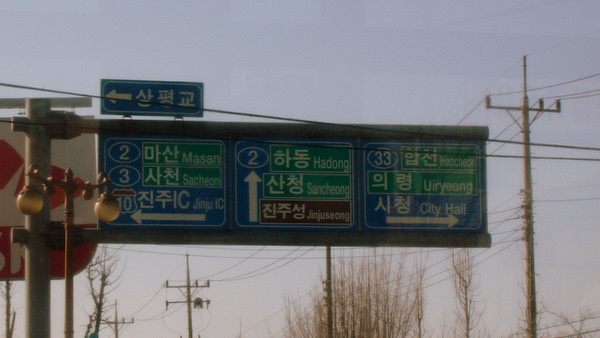 산평교
2 마산 Masan
3 사천 Sacheon
10 진주IC Jinju IC
2 하동 Hadong
산청 Sancheong
진주성 Jinjuseong
33 합천 Hapcheon
의령 Uiryeong
시청 City Hall